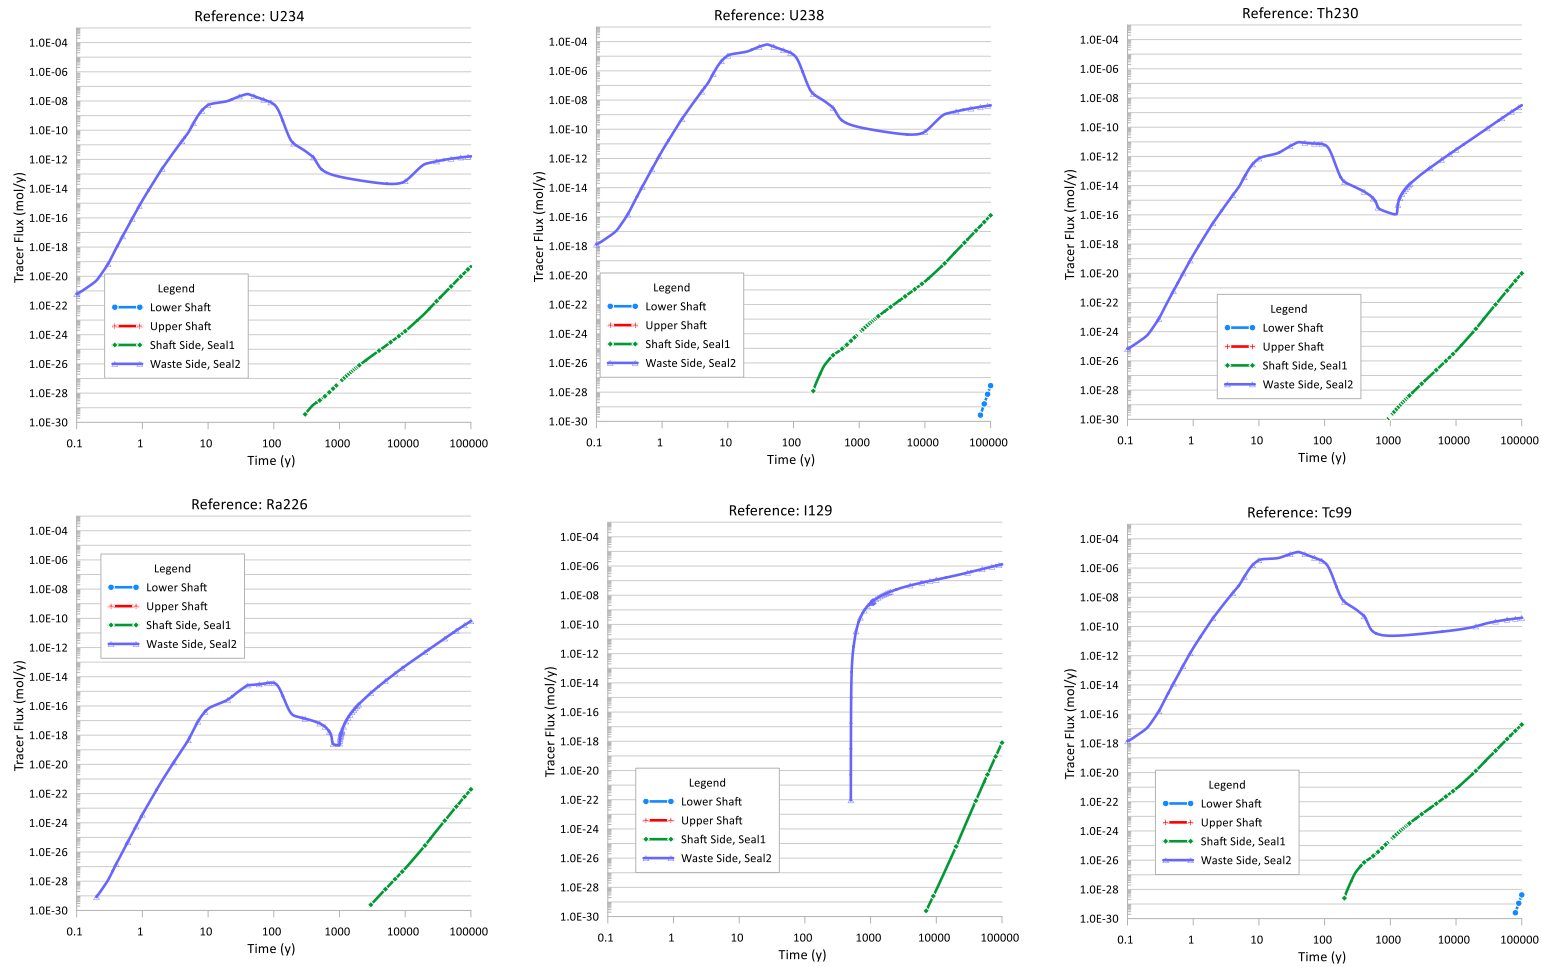 Reference: U234
1.0E-04
1.0E-06
1.0E-08
1.0E-10
1.0E-12
1.0E-14
1.0E-16
1.0E-18
1.0E-20
1.0E-22
1.0E-24
1.0E-26
1.0E-28
1.0E-30
Tracer Flux (mol/y)
Legend
Lower Shaft
Upper Shaft
Shaft Side, Seal1
Waste Side, Seal2
0.1 1 10 100 1000 10000 100000
Time (y)
Reference: U238
1.0E-04
1.0E-06
1.0E-08
1.0E-10
1.0E-12
1.0E-14
1.0E-16
1.0E-18
1.0E-20
1.0E-22
1.0E-24
1.0E-26
1.0E-28
1.0E-30
Tracer Flux (mol/y)
Legend
Lower Shaft
Upper Shaft
Shaft Side, Seal1
Waste Side, Seal2
0.1 1 10 100 1000 10000 100000
Time (y)
Reference: Th230
1.0E-04
1.0E-06
1.0E-08
1.0E-10
1.0E-12
1.0E-14
1.0E-16
1.0E-18
1.0E-20
1.0E-22
1.0E-24
1.0E-26
1.0E-28
1.0E-30
Tracer Flux (mol/y)
Legend
Lower Shaft
Upper Shaft
Shaft Side, Seal1
Waste Side, Seal2
0.1 1 10 100 1000 10000 100000
Time (y)
Reference: Ra226
1.0E-04
1.0E-06
1.0E-08
1.0E-10
1.0E-12
1.0E-14
1.0E-16
1.0E-18
1.0E-20
1.0E-22
1.0E-24
1.0E-26
1.0E-28
1.0E-30
Tracer Flux (mol/y)
Legend
Lower Shaft
Upper Shaft
Shaft Side, Seal1
Waste Side, Seal2
0.1 1 10 100 1000 10000 100000
Time (y)
Reference: I129
1.0E-04
1.0E-06
1.0E-08
1.0E-10
1.0E-12
1.0E-14
1.0E-16
1.0E-18
1.0E-20
1.0E-22
1.0E-24
1.0E-26
1.0E-28
1.0E-30
Tracer Flux (mol/y)
Legend
Lower Shaft
Upper Shaft
Shaft Side, Seal1
Waste Side, Seal2
0.1 1 10 100 1000 10000 100000
Time (y)
Reference: Tc99
1.0E-04
1.0E-06
1.0E-08
1.0E-10
1.0E-12
1.0E-14
1.0E-16
1.0E-18
1.0E-20
1.0E-22
1.0E-24
1.0E-26
1.0E-28
1.0E-30
Tracer Flux (mol/y)
Legend
Lower Shaft
Upper Shaft
Shaft Side, Seal1
Waste Side, Seal2
0.1 1 10 100 1000 10000 100000
Time (y)